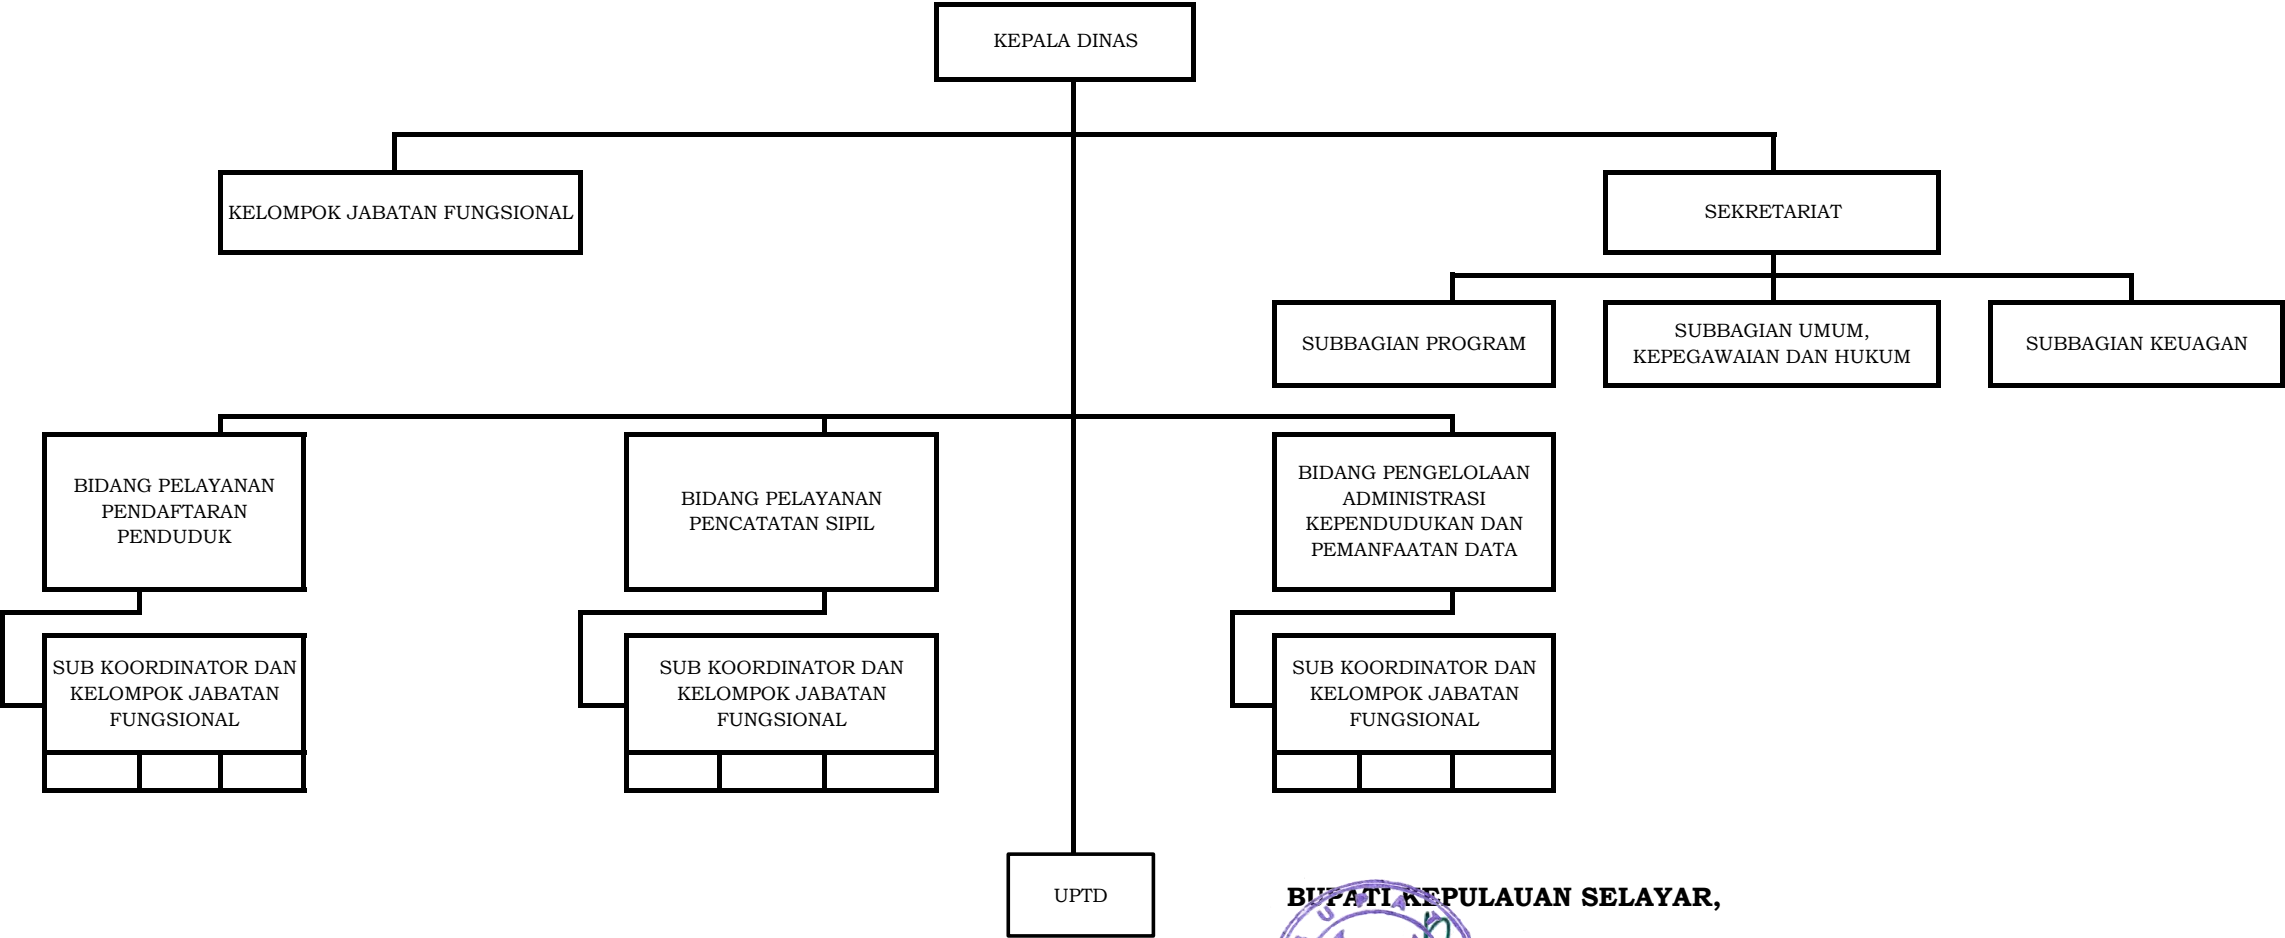 KEPALA DINAS
KELOMPOK JABATAN FUNGSIONAL
SEKRETARIAT
SUBBAGIAN PROGRAM
SUBBAGIAN UMUM,
KEPEGAWAIAN DAN HUKUM
SUBBAGIAN KEUAGAN
BIDANG PELAYANAN
PENDAFTARAN
PENDUDUK
BIDANG PELAYANAN
PENCATATAN SIPIL
BIDANG PENGELOLAAN
ADMINISTRASI
KEPENDUDUKAN DAN
PEMANFAATAN DATA
SUB KOORDINATOR DAN
KELOMPOK JABATAN
FUNGSIONAL
SUB KOORDINATOR DAN
KELOMPOK JABATAN
FUNGSIONAL
SUB KOORDINATOR DAN
KELOMPOK JABATAN
FUNGSIONAL
UPTD
BUPATI KEPULAUAN SELAYAR,